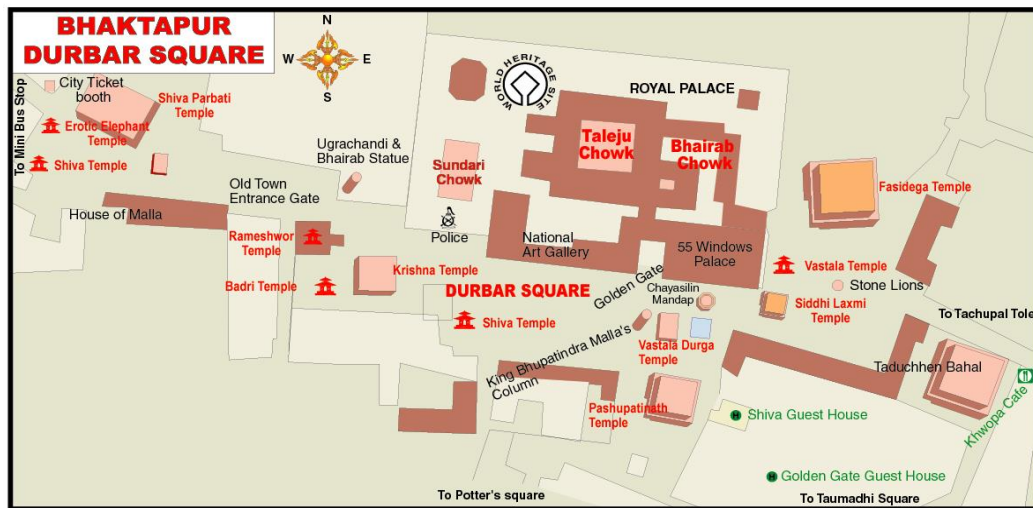 BHAKTAPUR
DURBAR SQUARE
N
W
E
S
WORLD HERITAGE SITE
ROYAL PALACE
To Mini Bus Stop
City Ticket
booth
Shiva Parbati
Temple
Erotic Elephant
Temple
Shiva Temple
Ugrachandi &
Bhairab Statue
Sundari
Chowk
Taleju
Chowk
Bhairab
Chowk
Fasidega Temple
House of Malla
Old Town
Entrance Gate
Police
National
Art Gallery
55 Windows
Palace
Rameshwor
Temple
Badri Temple
Krishna Temple
DURBAR SQUARE
Golden Gate
Chayasilin
Mandap
Vastala Temple
Stone Lions
Siddhi Laxmi
Temple
Shiva Temple
To Tachupal Tole
King Bhupatindra Malla's
Column
Vastala Durga
Temple
Taduchhen Bahal
Pashupatinath
Temple
H Shiva Guest House
Khwopa Cafe
H Golden Gate Guest House
To Potter's square
To Taumadhi Square